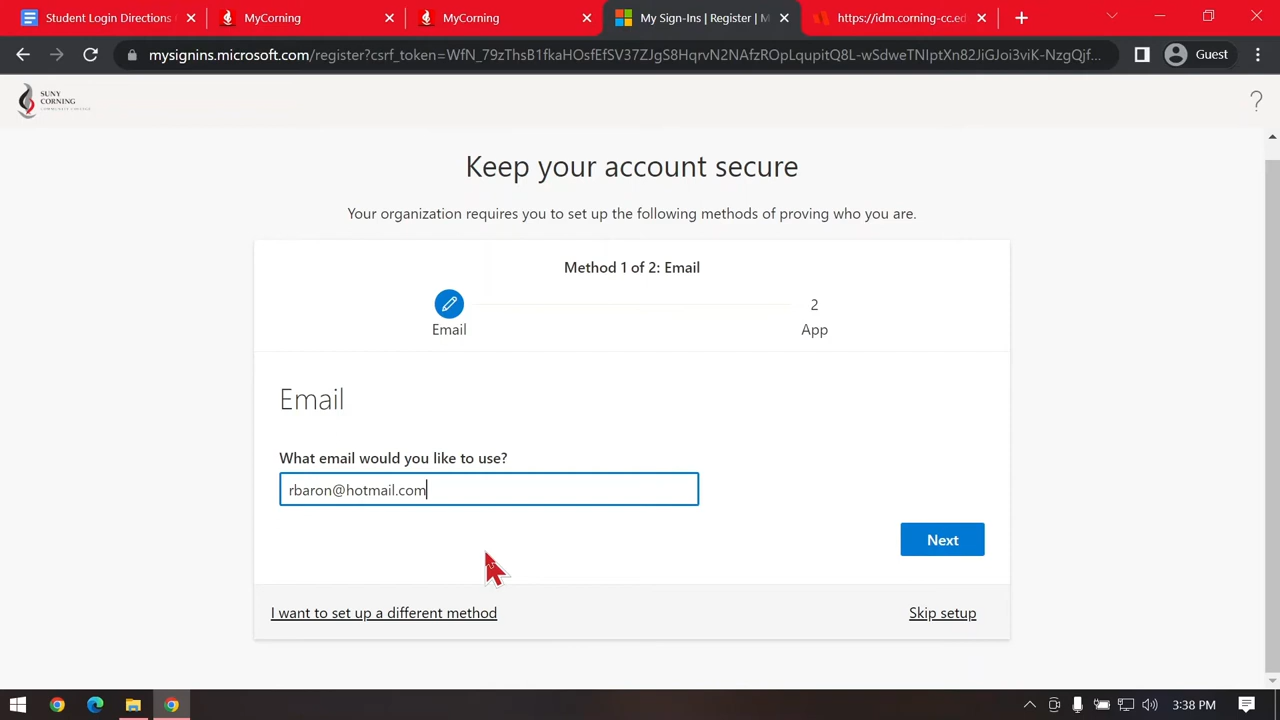 Student Login Directions
MyCorning
MyCorning
My Sign-Ins | Register | M
https://idm.corning-cc.ed
mysignins.microsoft.com/register?csrf_token=WfN_79zThsB1fkaHOsfEfSV37ZJgS8HqrvN2NAfzROpLqupitQ8L-wSdweTNIptXn82JiGJoi3viK-NzgQjf...
Guest
SUNY
CORNING
?
Keep your account secure
Your organization requires you to set up the following methods of proving who you are.
Method 1 of 2: Email
2
Email
App
Email
What email would you like to use?
rbaron@hotmail.com
Next
I want to set up a different method
Skip setup
3:38 PM